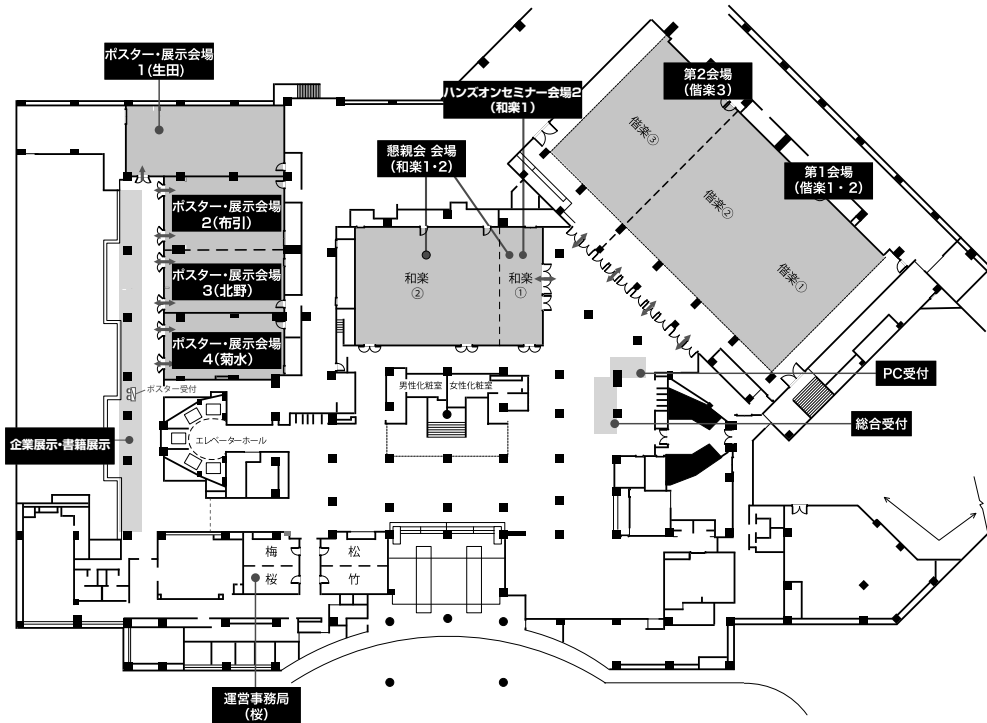 ポスター・展示会場
1(生田)
第2会場
(偕楽3)
ハンズオンセミナー会場2
(和楽1)
偕楽③
懇親会 会場
(和楽1・2)
第1会場
(偕楽1・2)
ポスター・展示会場
2(布引)
偕楽②
ポスター・展示会場
3(北野)
和楽
②
和楽
①
偕楽①
ポスター・展示会場
4(菊水)
ポスター受付
男性化粧室
女性化粧室
PC受付
総合受付
企業展示・書籍展示
エレベーターホール
梅
桜
松
竹
運営事務局
(桜)